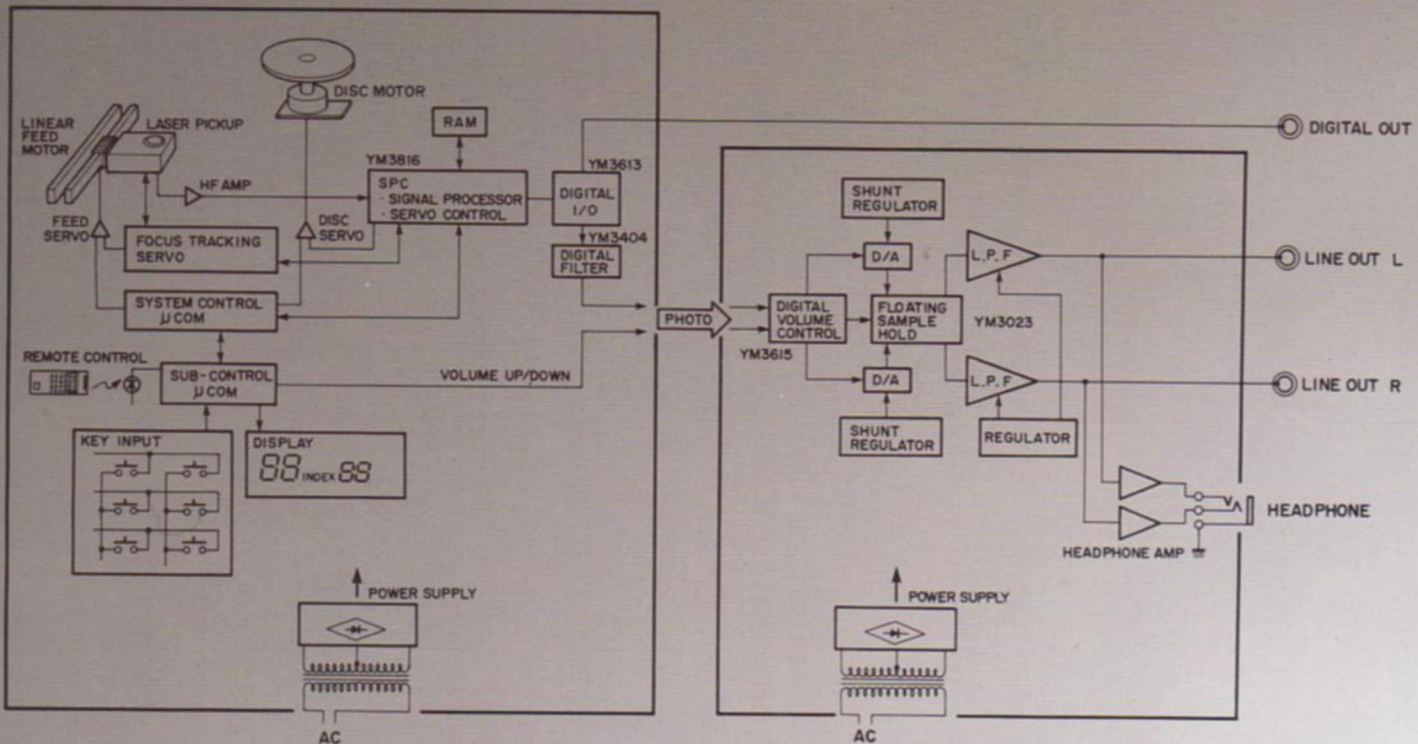 DISC MOTOR
LINEAR
FEED
MOTOR
LASER PICKUP
RAM
HF AMP
YM3816
SPC
· SIGNAL PROCESSOR
· SERVO CONTROL
YM3613
DIGITAL
I/O
YM3404
DIGITAL
FILTER
FEED
SERVO
FOCUS TRACKING
SERVO
DISC
SERVO
SYSTEM CONTROL
μCOM
REMOTE CONTROL
SUB-CONTROL
μCOM
VOLUME UP/DOWN
KEY INPUT
DISPLAY
88 INDEX 88
POWER SUPPLY
AC
PHOTO
DIGITAL
VOLUME
CONTROL
YM3615
SHUNT
REGULATOR
D/A
FLOATING
SAMPLE
HOLD
D/A
SHUNT
REGULATOR
L.P.F
YM3023
L.P.F
REGULATOR
DIGITAL OUT
LINE OUT L
LINE OUT R
HEADPHONE
HEADPHONE AMP
POWER SUPPLY
AC